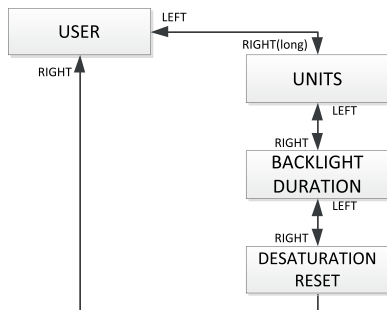 USER
LEFT
RIGHT(long)
RIGHT
UNITS
LEFT
RIGHT
BACKLIGHT
DURATION
LEFT
RIGHT
DESATURATION
RESET